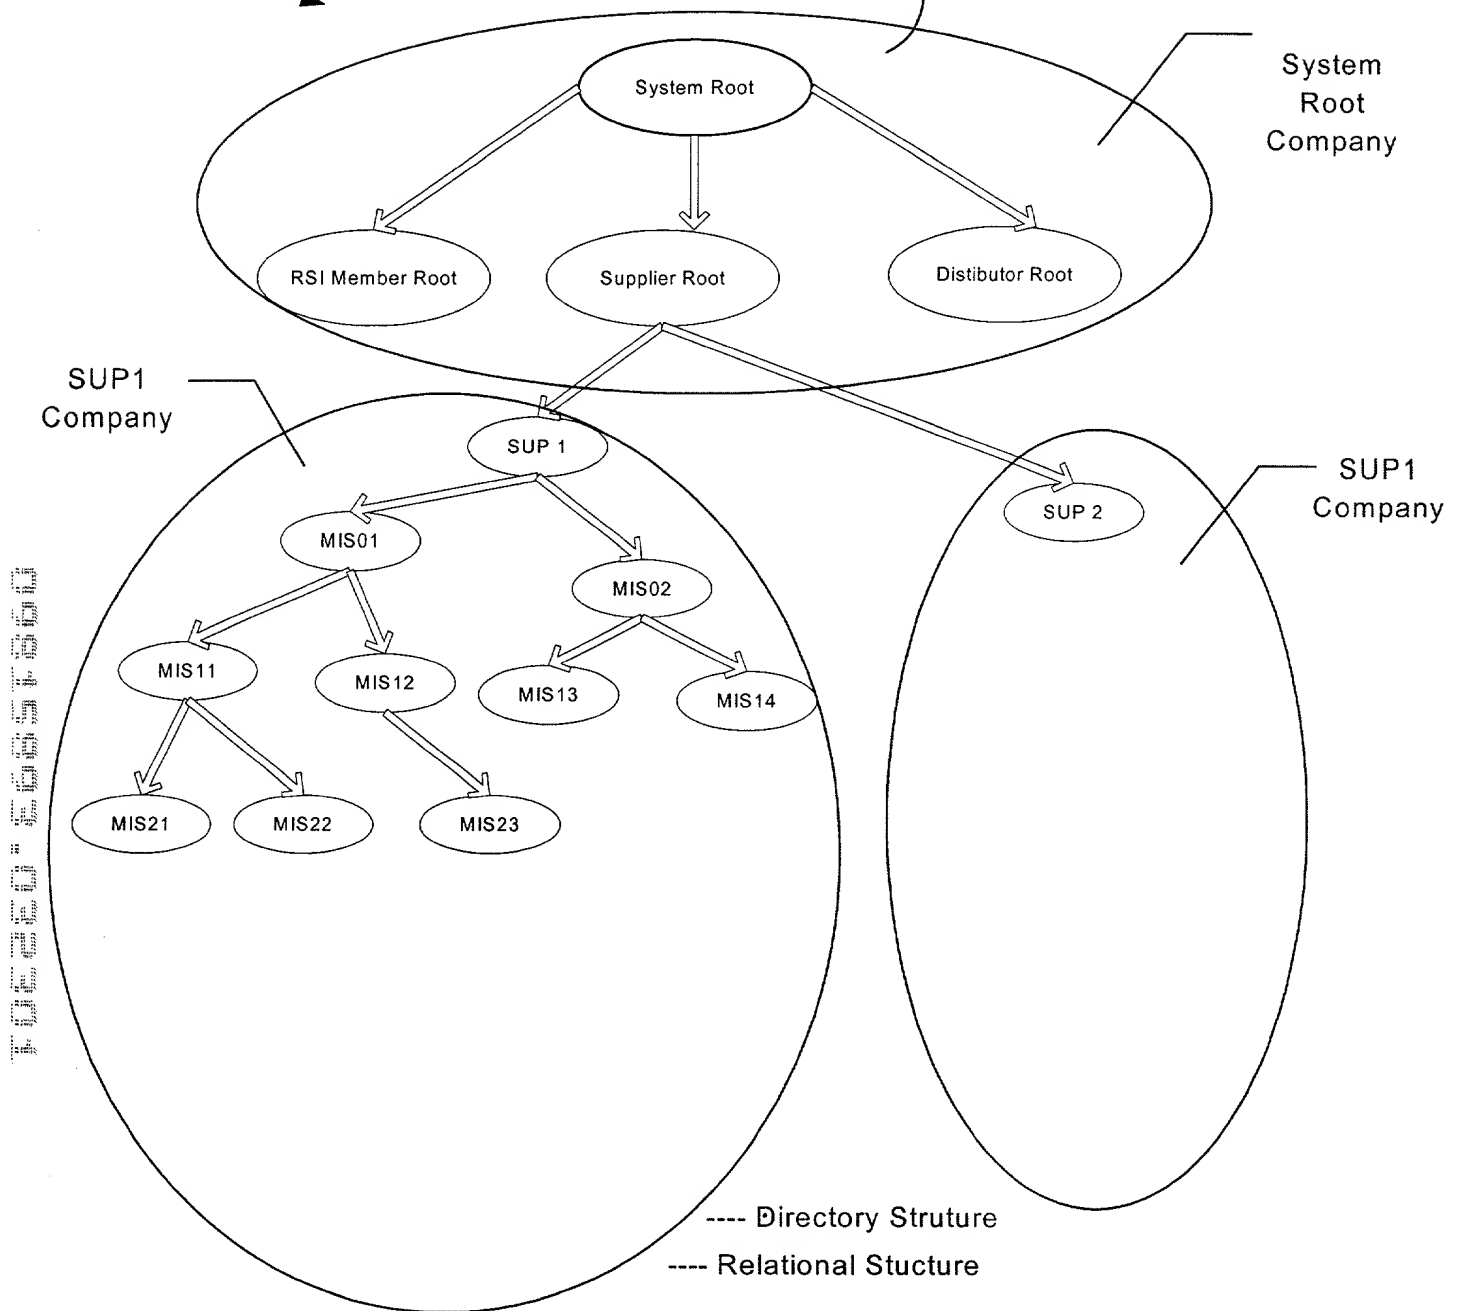 System Root
System
Root
Company
RSI Member Root
Supplier Root
Distibutor Root
SUP1
Company
SUP 1
SUP1
Company
SUP 2
MIS01
MIS02
MIS11
MIS12
MIS13
MIS14
MIS21
MIS22
MIS23
---- Directory Struture
---- Relational Stucture